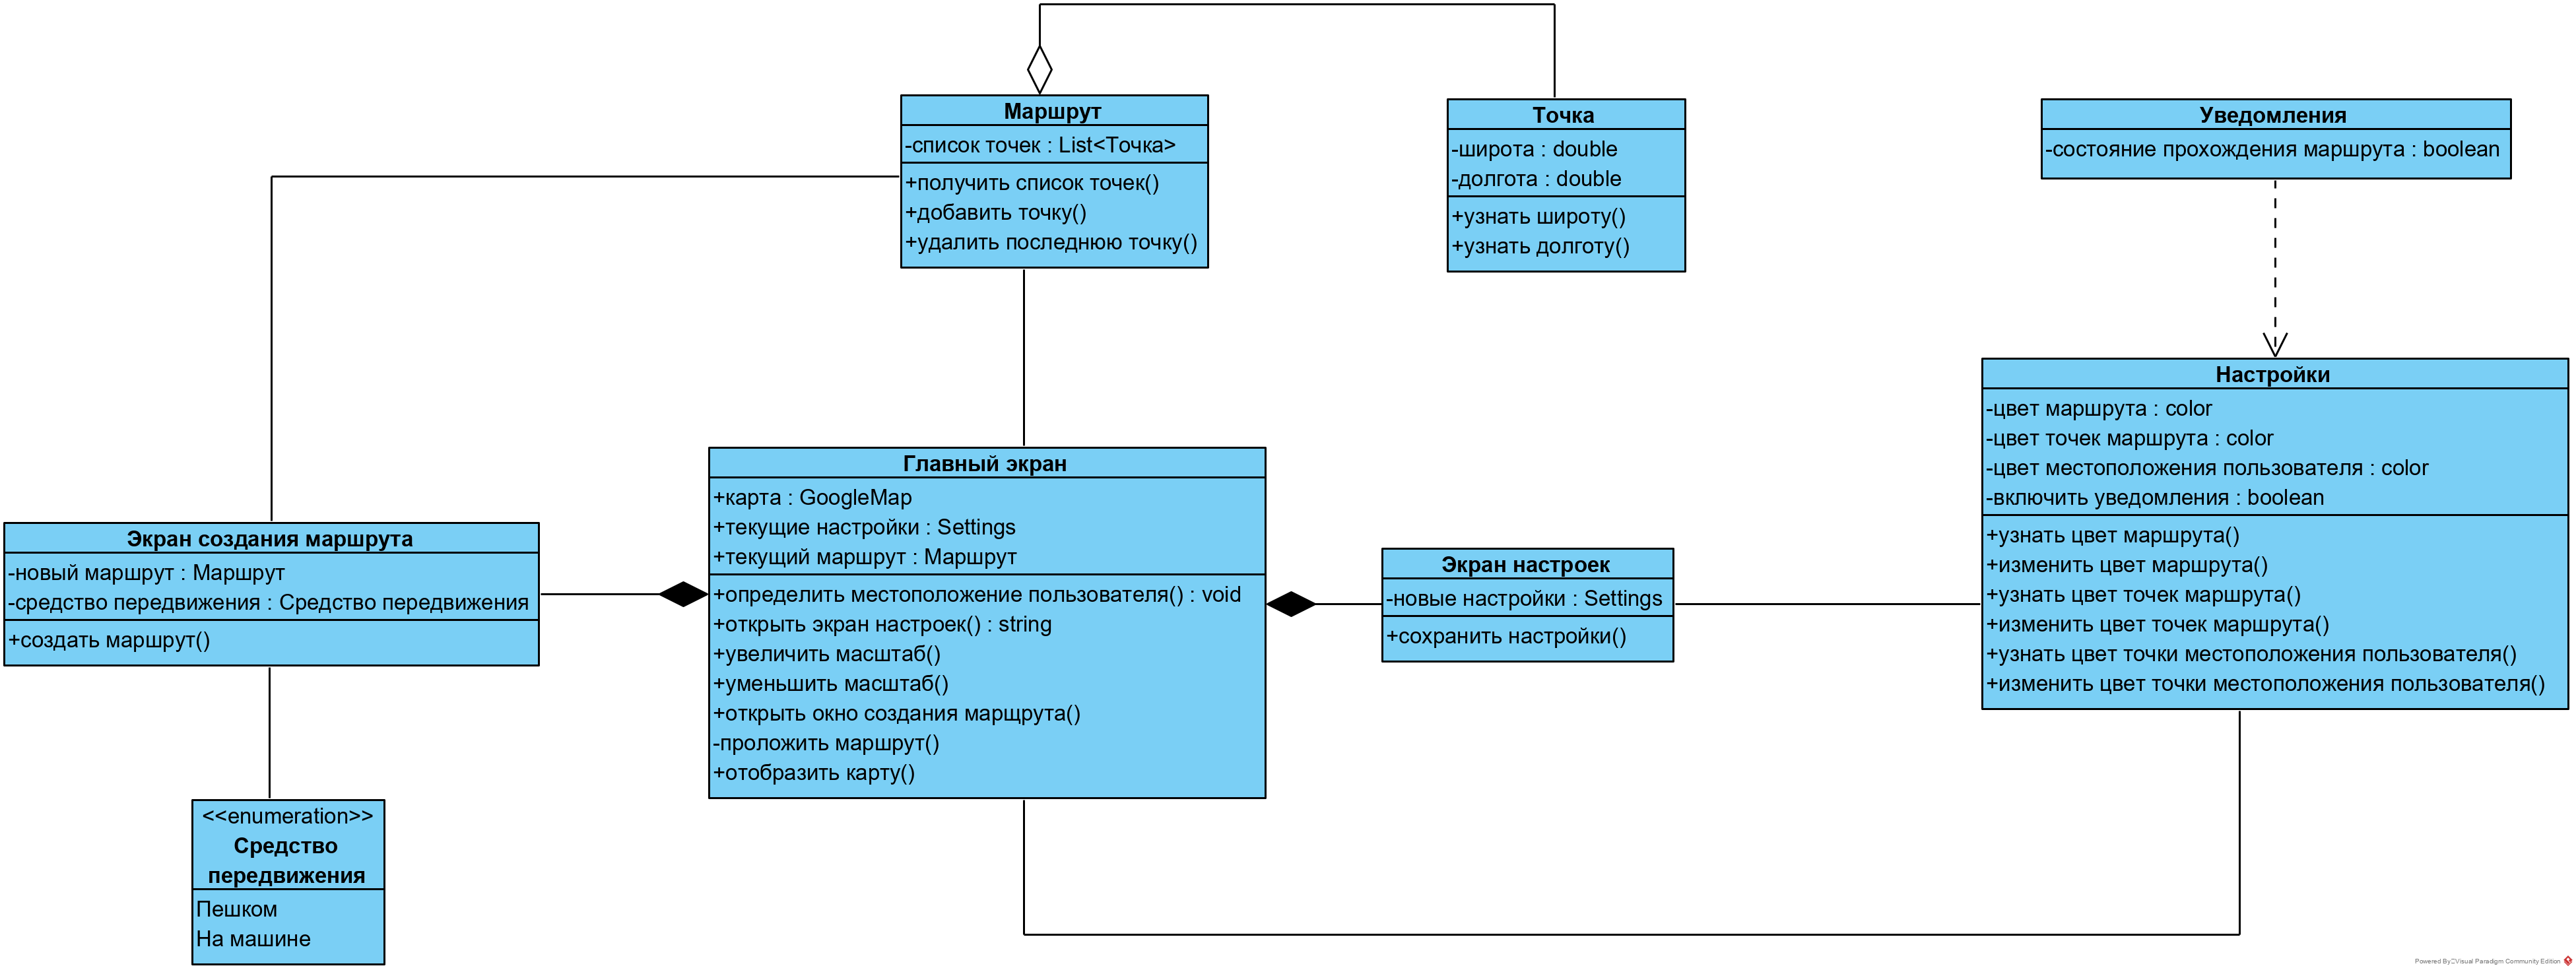 Маршрут
-список точек : List<Точка>
+получить список точек()
+добавить точку()
+удалить последнюю точку()
Точка
-широта : double
-долгота : double
+узнать широту()
+узнать долготу()
Уведомления
-состояние прохождения маршрута : boolean
Настройки
-цвет маршрута : color
-цвет точек маршрута : color
-цвет местоположения пользователя : color
-включить уведомления : boolean
+узнать цвет маршрута()
+изменить цвет маршрута()
+узнать цвет точек маршрута()
+изменить цвет точек маршрута()
+узнать цвет точки местоположения пользователя()
+изменить цвет точки местоположения пользователя()
Главный экран
+карта : GoogleMap
+текущие настройки : Settings
+текущий маршрут : Маршрут
+определить местоположение пользователя() : void
+открыть экран настроек() : string
+увеличить масштаб()
+уменьшить масштаб()
+открыть окно создания марщрута()
-проложить маршрут()
+отобразить карту()
Экран создания маршрута
-новый маршрут : Маршрут
-средство передвижения : Средство передвижения
+создать маршрут()
Экран настроек
-новые настройки : Settings
+сохранить настройки()
<<enumeration>>
Средство
передвижения
Пешком
На машине
Powered By Visual Paradigm Community Edition